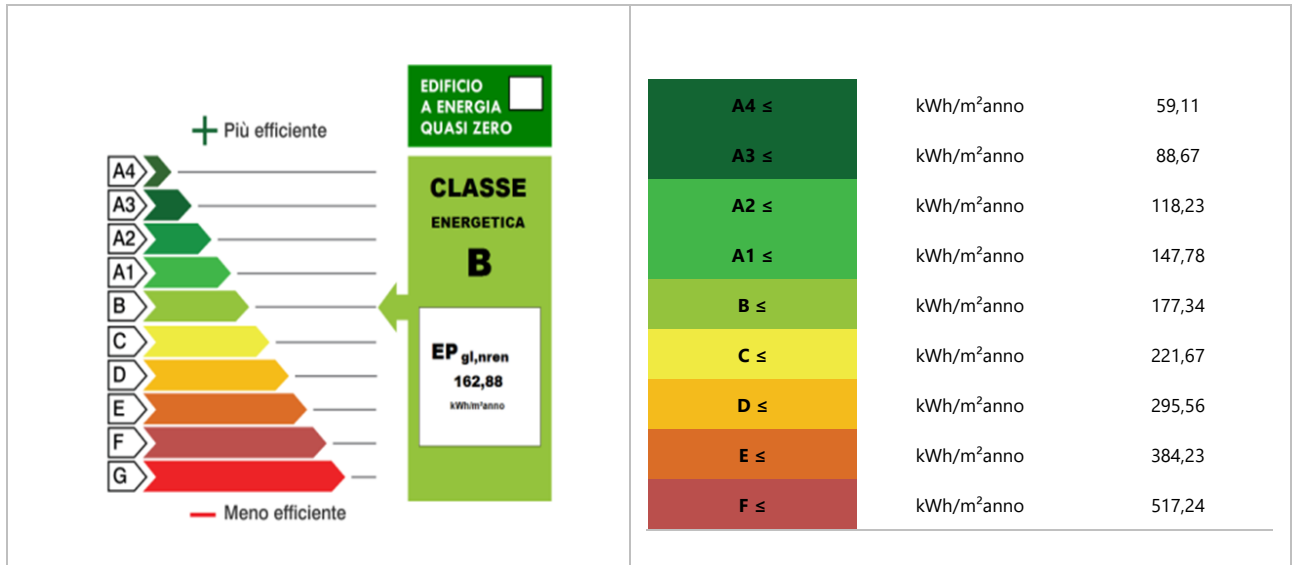 EDIFICIO
A ENERGIA
QUASI ZERO
+ Più efficiente
A4
A3
A2
A1
B
C
D
E
F
G
— Meno efficiente
CLASSE
ENERGETICA
B
EP gl,nren
162,88
kWh/m²anno
A4 ≤ kWh/m²anno 59,11
A3 ≤ kWh/m²anno 88,67
A2 ≤ kWh/m²anno 118,23
A1 ≤ kWh/m²anno 147,78
B ≤ kWh/m²anno 177,34
C ≤ kWh/m²anno 221,67
D ≤ kWh/m²anno 295,56
E ≤ kWh/m²anno 384,23
F ≤ kWh/m²anno 517,24